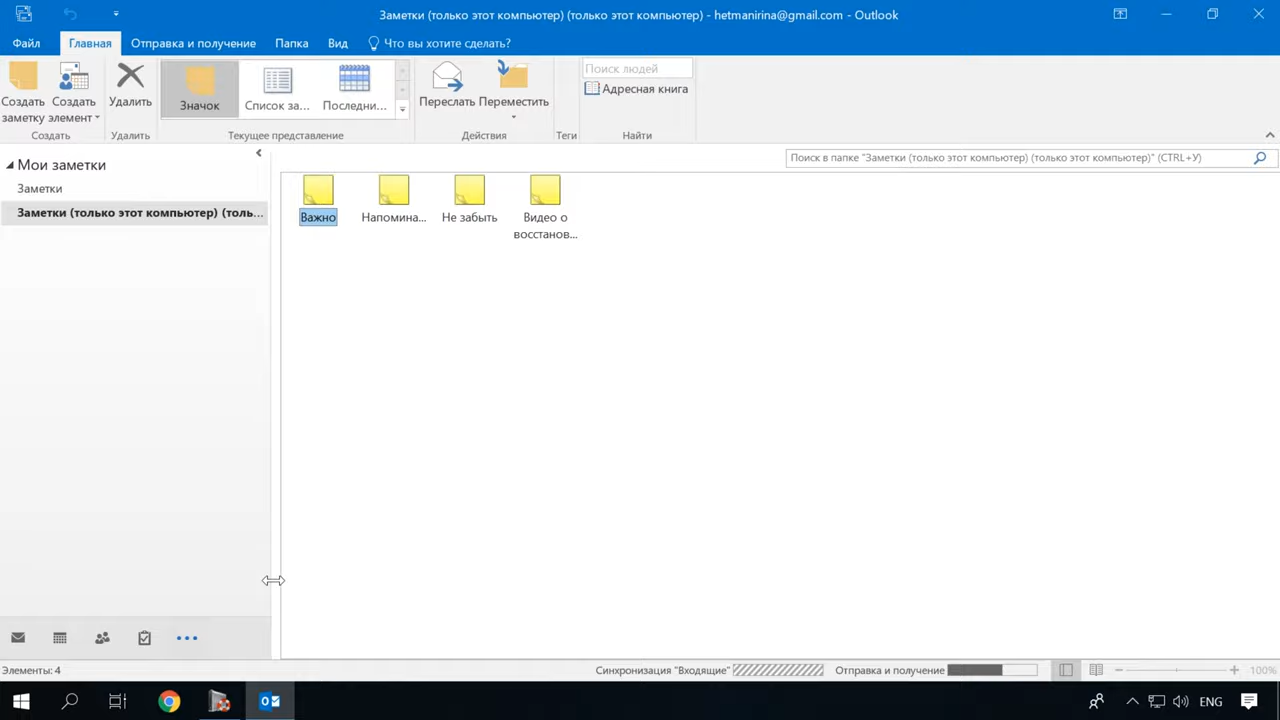 Заметки (только этот компьютер) (только этот компьютер) - hetmanirina@gmail.com - Outlook
Файл Главная Отправка и получение Папка Вид Что вы хотите сделать?
Создать заметку
Создать элемент
Удалить
Значок
Список за...
Последни...
Переслать
Переместить
Поиск людей
Адресная книга
Создать Удалить Текущее представление Действия Теги Найти
Мои заметки
Заметки
Заметки (только этот компьютер) (толь...
Поиск в папке "Заметки (только этот компьютер) (только этот компьютер)" (CTRL+У)
Важно
Напомина...
Не забыть
Видео о
восстанов...
Элементы: 4
Синхронизация "Входящие"
Отправка и получение
100%
ENG